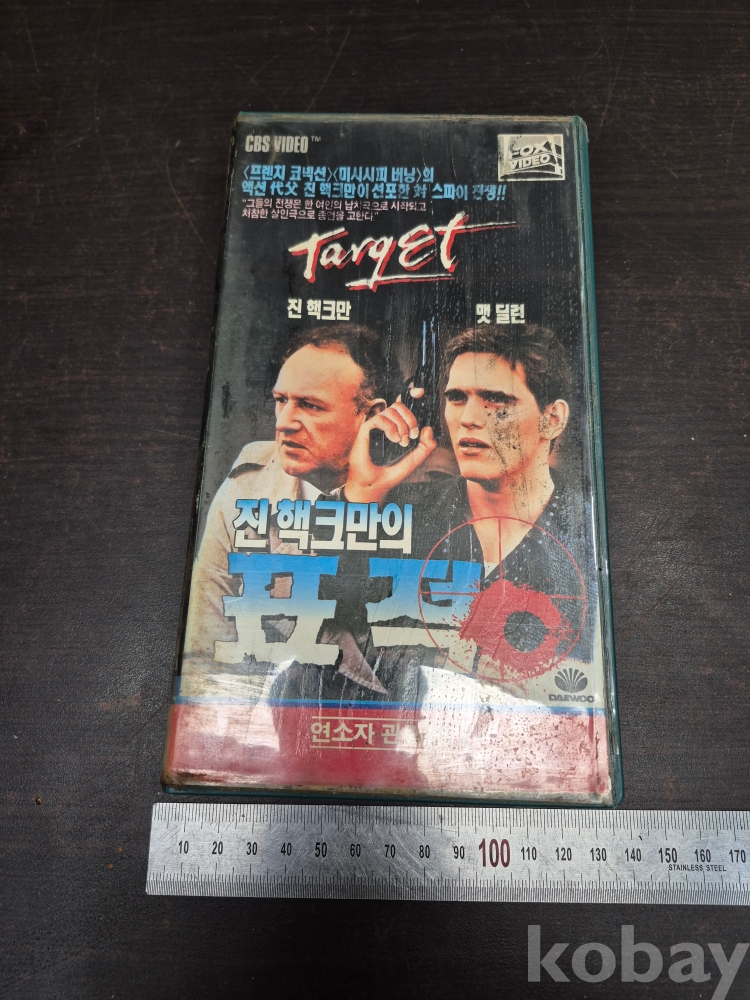 CBS VIDEO™
FOX
VIDEO
<프렌치 코넥션><미시시피 버닝>의
액션 代父 진 핵크만이 선포한 對 스파이 전쟁!!
"그들의 전쟁은 한 여인의 납치극으로 시작되고
처참한 살인극으로 종언을 고한다."
Target
진 핵크만
맷 딜런
진 핵크만의
표적
DAEWOO
연소자 관
10 20 30 40 50 60 70 80 90 100 110 120 130 140 150 160 170
STAINLESS STEEL
kobay